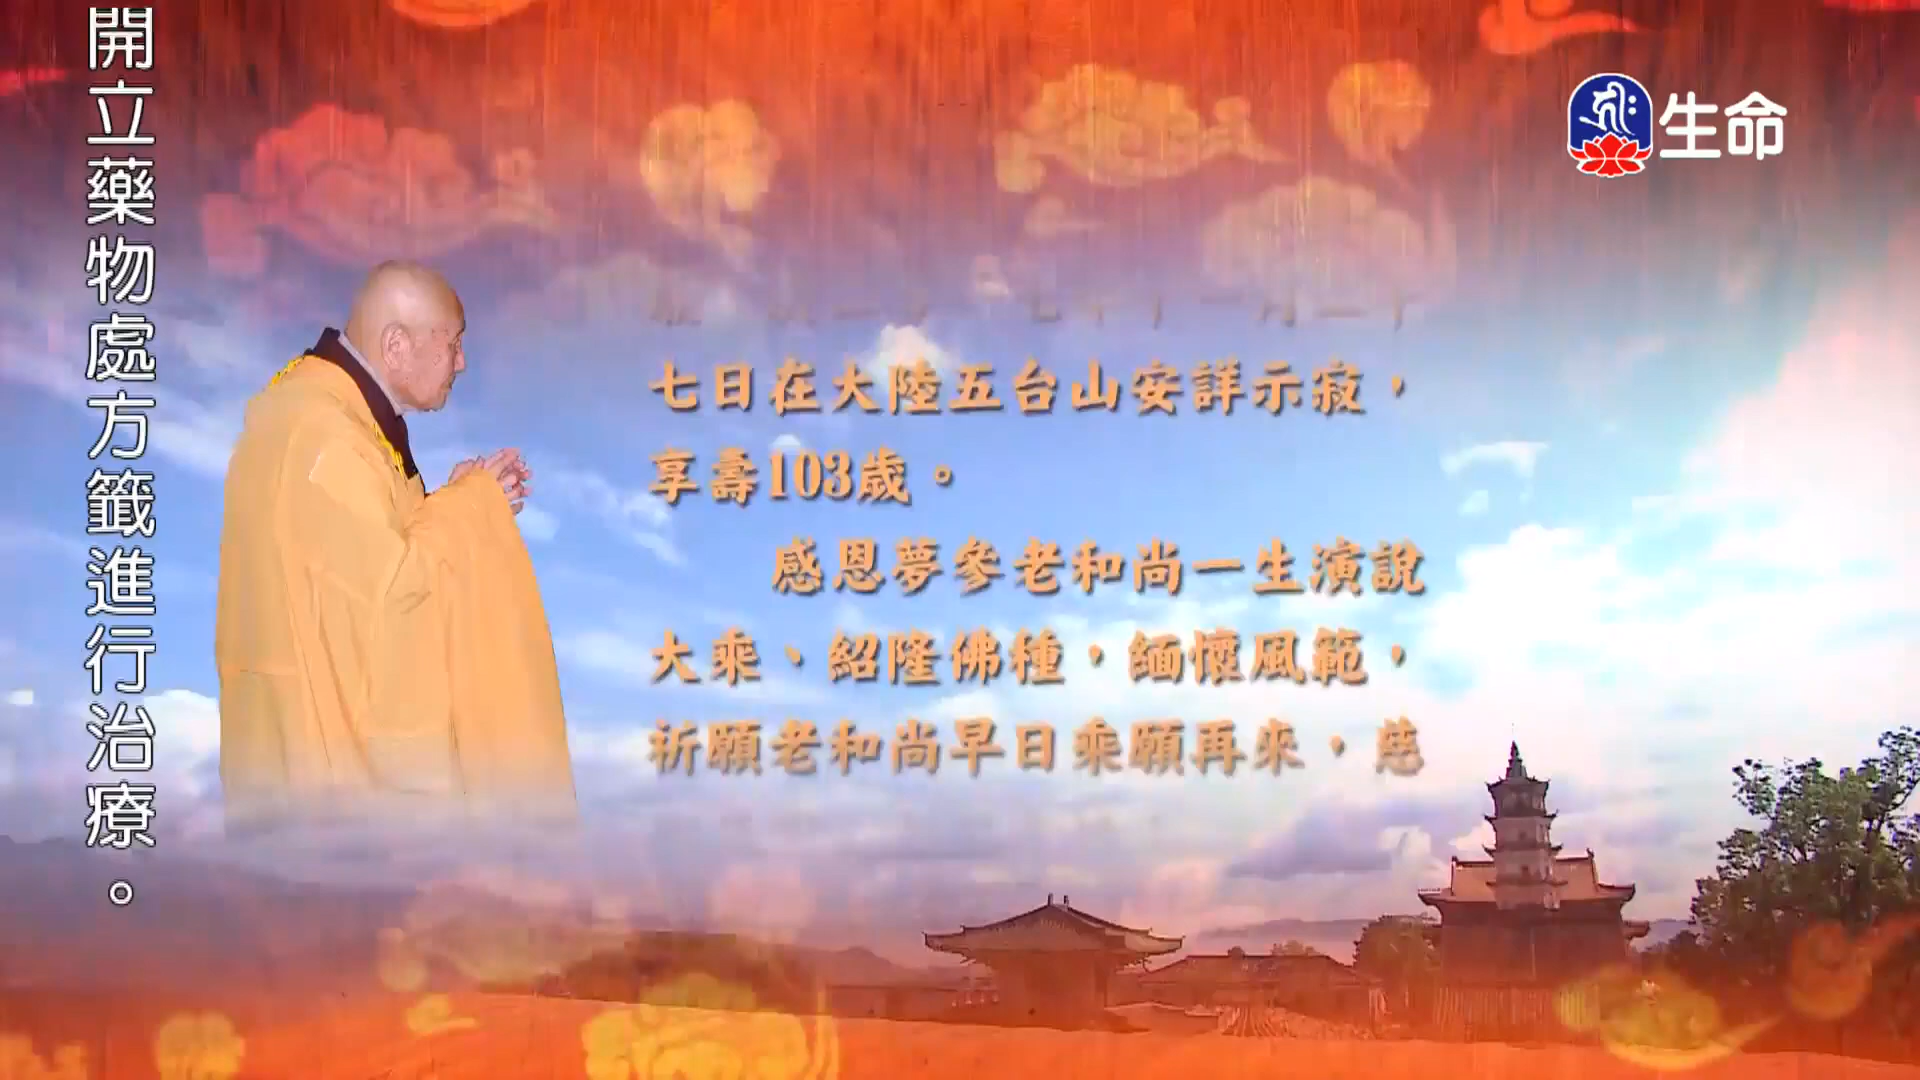 開立藥物處方籤進行治療。
生命
七日在大陸五台山安詳示寂，
享壽103歲。
感恩夢參老和尚一生演說
大乘、紹隆佛種，緬懷風範，
祈願老和尚早日乘願再來，慈